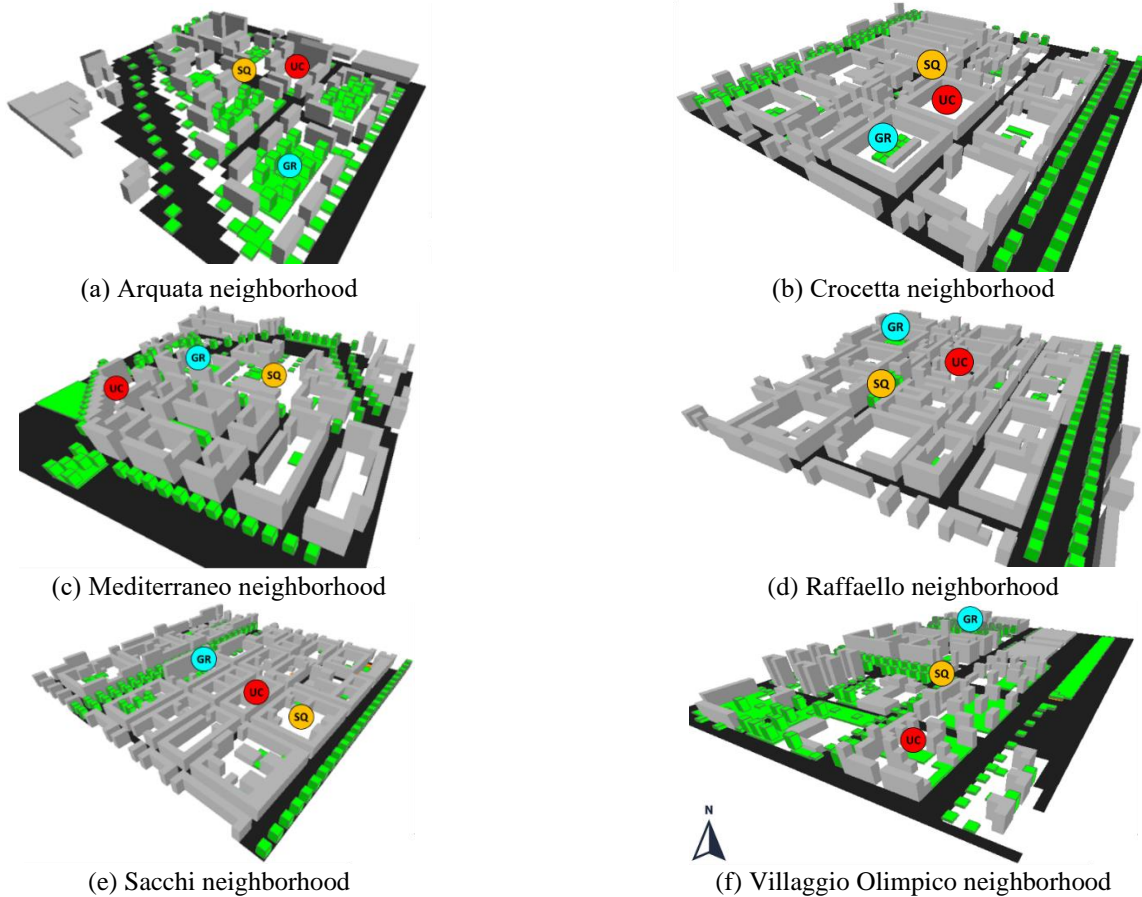 SQ UC
GR
SQ
UC
GR
(a) Arquata neighborhood
(b) Crocetta neighborhood
GR
SQ
UC
GR
UC
SQ
(c) Mediterraneo neighborhood
(d) Raffaello neighborhood
GR
UC
SQ
GR
SQ
UC
N
(e) Sacchi neighborhood
(f) Villaggio Olimpico neighborhood